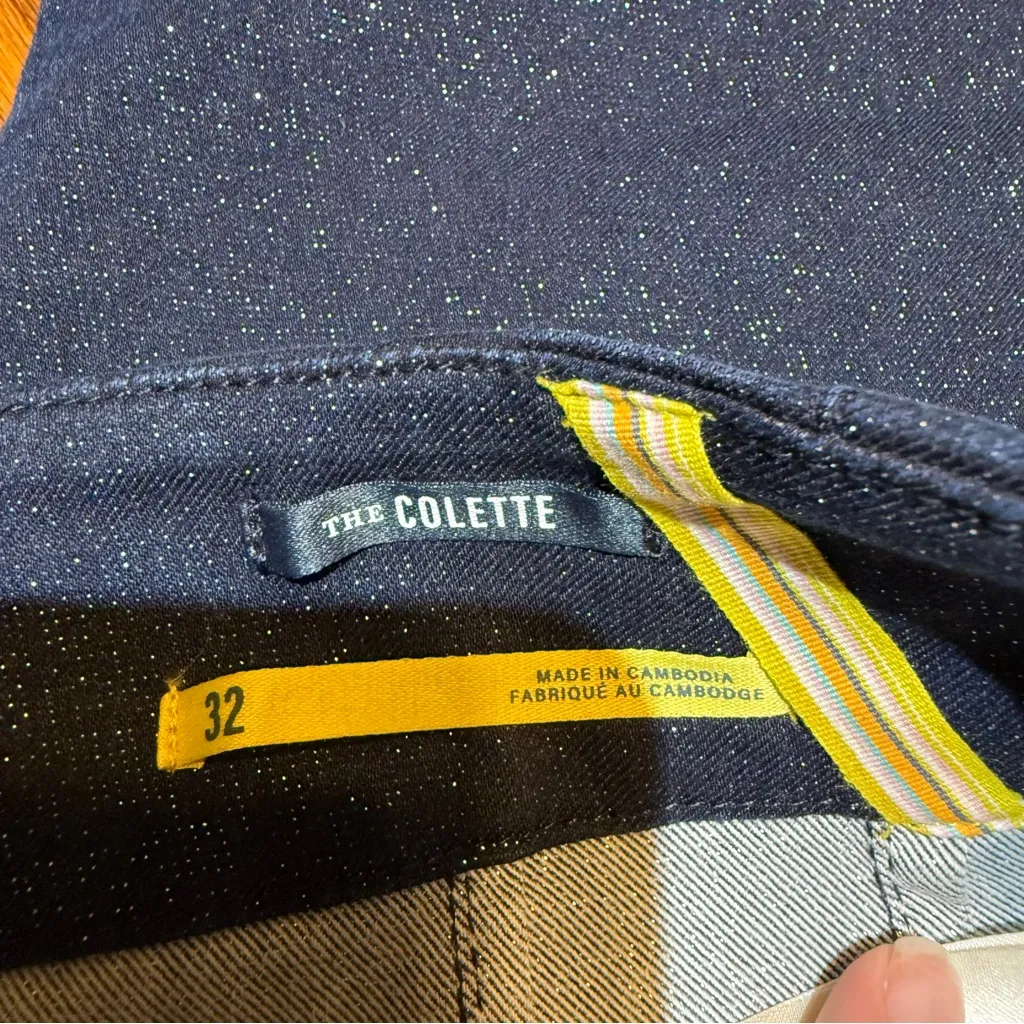 THE COLETTE
32
MADE IN CAMBODIA
FABRIQUÉ AU CAMBODGE